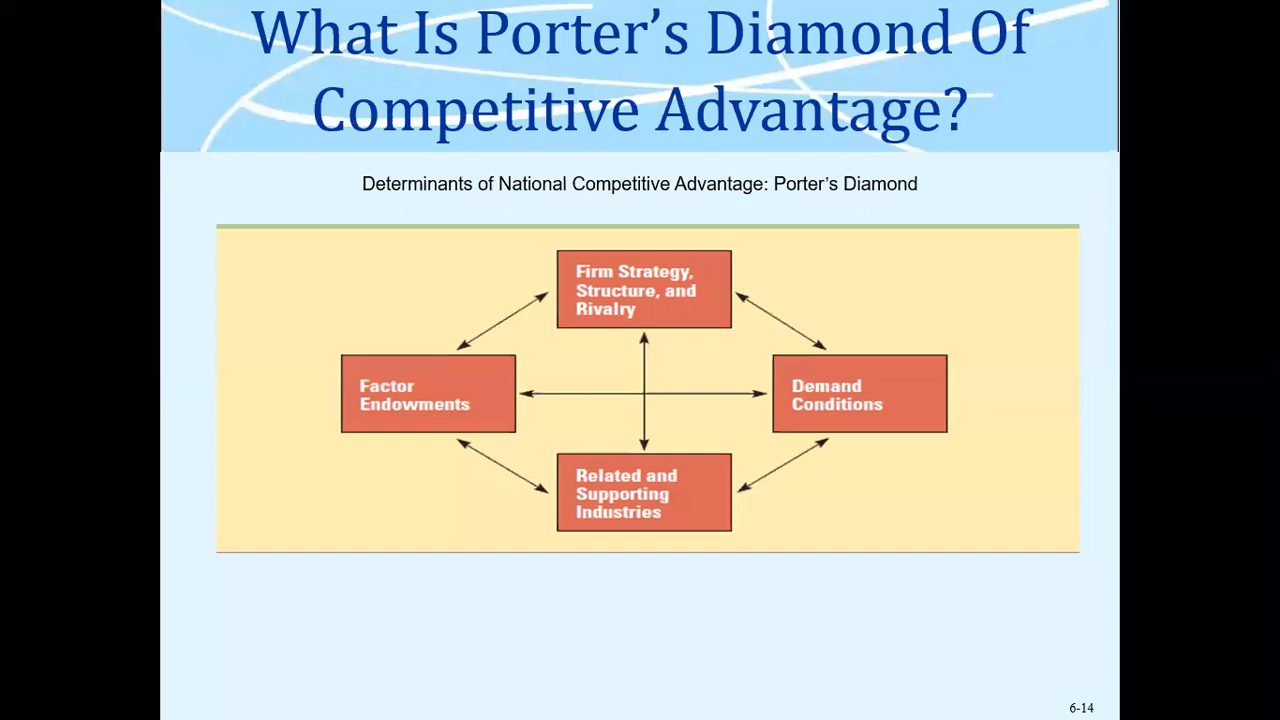 What Is Porter’s Diamond Of
Competitive Advantage?
Determinants of National Competitive Advantage: Porter’s Diamond
Firm Strategy,
Structure, and
Rivalry
Factor
Endowments
Demand
Conditions
Related and
Supporting
Industries
6-14